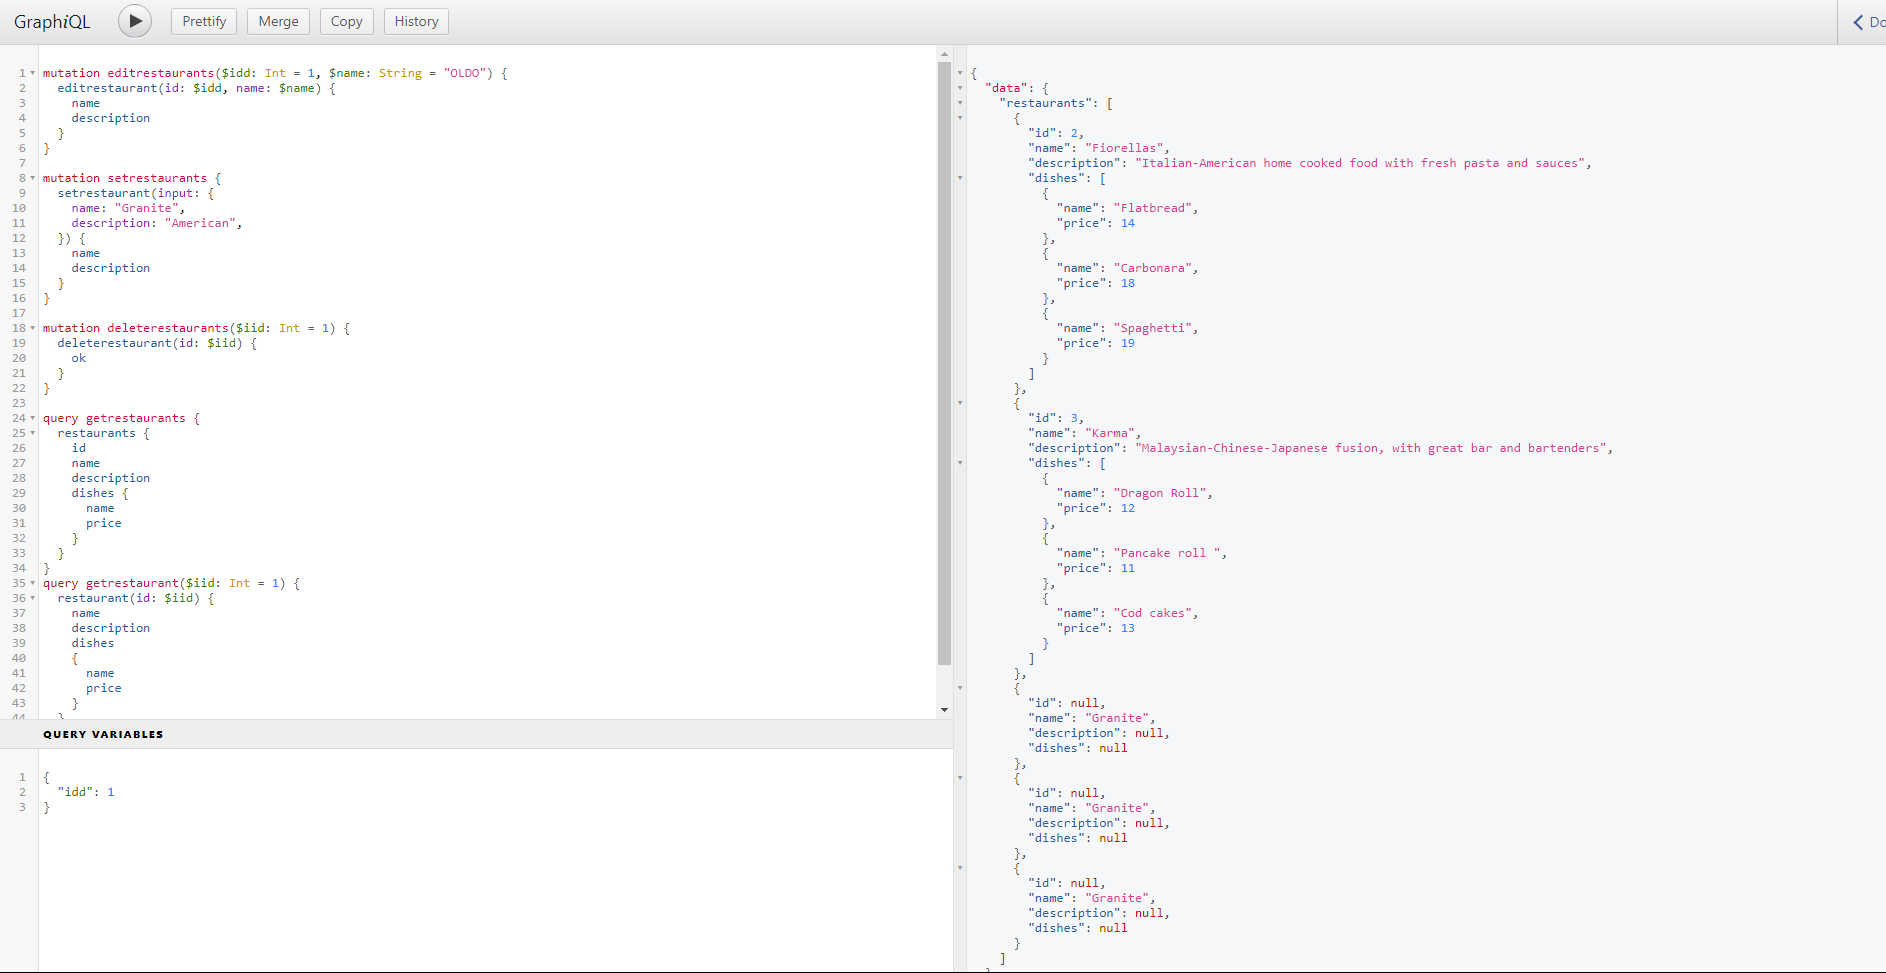 GraphiQL Prettify Merge Copy History Do
1 mutation editrestaurants($idd: Int = 1, $name: String = "OLDO") {
2 editrestaurant(id: $idd, name: $name) {
3 name
4 description
5 }
6 }
7
8 mutation setrestaurants {
9 setrestaurant(input: {
10 name: "Granite",
11 description: "American",
12 }) {
13 name
14 description
15 }
16 }
17
18 mutation deleterestaurants($iid: Int = 1) {
19 deleterestaurant(id: $iid) {
20 ok
21 }
22 }
23
24 query getrestaurants {
25 restaurants {
26 id
27 name
28 description
29 dishes {
30 name
31 price
32 }
33 }
34 }
35 query getrestaurant($iid: Int = 1) {
36 restaurant(id: $iid) {
37 name
38 description
39 dishes
40 {
41 name
42 price
43 }
44 }
QUERY VARIABLES
1 {
2 "idd": 1
3 }
{
"data": {
"restaurants": [
{
"id": 2,
"name": "Fiorellas",
"description": "Italian-American home cooked food with fresh pasta and sauces",
"dishes": [
{
"name": "Flatbread",
"price": 14
},
{
"name": "Carbonara",
"price": 18
},
{
"name": "Spaghetti",
"price": 19
}
]
},
{
"id": 3,
"name": "Karma",
"description": "Malaysian-Chinese-Japanese fusion, with great bar and bartenders",
"dishes": [
{
"name": "Dragon Roll",
"price": 12
},
{
"name": "Pancake roll ",
"price": 11
},
{
"name": "Cod cakes",
"price": 13
}
]
},
{
"id": null,
"name": "Granite",
"description": null,
"dishes": null
},
{
"id": null,
"name": "Granite",
"description": null,
"dishes": null
},
{
"id": null,
"name": "Granite",
"description": null,
"dishes": null
}
]
}